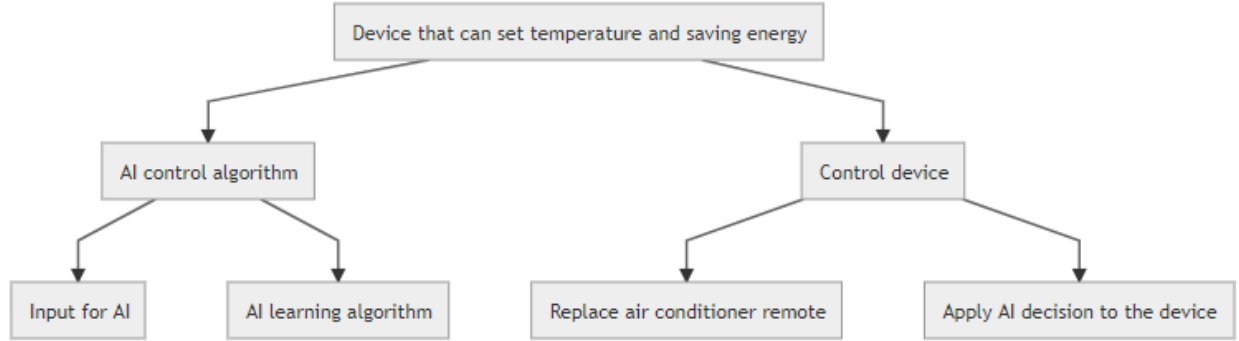 Device that can set temperature and saving energy
AI control algorithm
Control device
Input for AI
AI learning algorithm
Replace air conditioner remote
Apply AI decision to the device